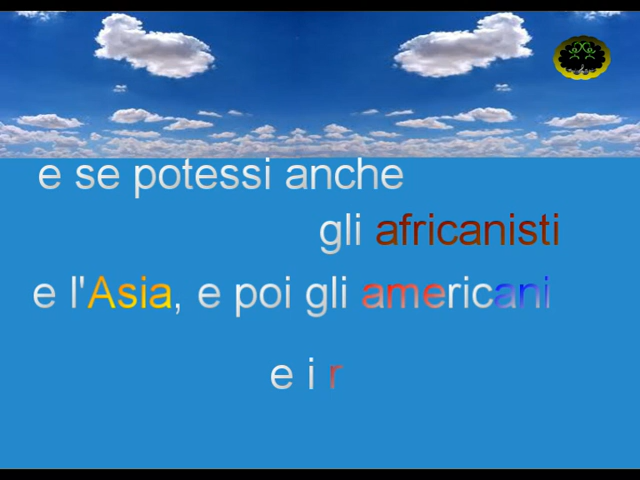 e se potessi anche
gli africanisti
e l'Asia, e poi gli americani
e i r